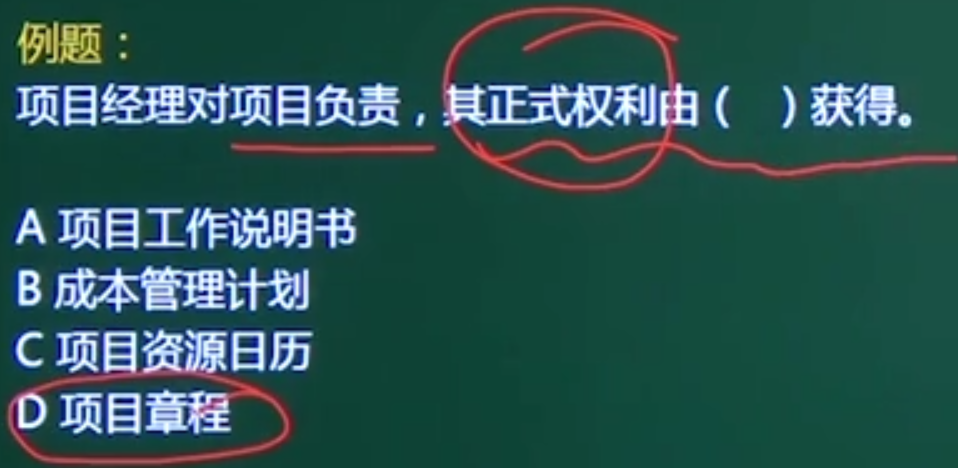 例题：
项目经理对项目负责，其正式权利由（ ）获得。
A 项目工作说明书
B 成本管理计划
C 项目资源日历
D 项目章程